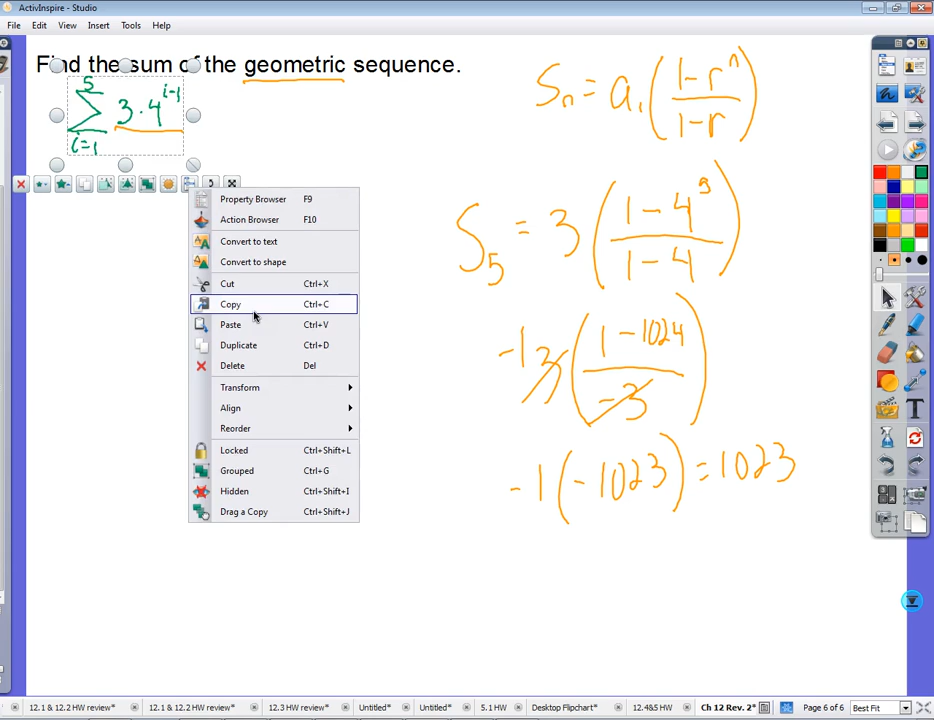 ActivInspire - Studio
File Edit View Insert Tools Help
Find the sum of the geometric sequence.
5
∑ 3·4^(i-1)
i=1
Sn = a1 ( (1-r^n) / (1-r) )
S5 = 3 ( (1-4^5) / (1-4) )
-1 3 ( (1-1024) / (-3) )
-1 ( -1023 ) = 1023
Property Browser F9
Action Browser F10
Convert to text
Convert to shape
Cut Ctrl+X
Copy Ctrl+C
Paste Ctrl+V
Duplicate Ctrl+D
Delete Del
Transform
Align
Reorder
Locked Ctrl+Shift+L
Grouped Ctrl+G
Hidden Ctrl+Shift+I
Drag a Copy Ctrl+Shift+J
12.1 & 12.2 HW review* 12.1 & 12.2 HW review* 12.3 HW review* Untitled* Untitled* 5.1 HW Desktop Flipchart* 12.4&5 HW Ch 12 Rev. 2* Page 6 of 6 Best Fit